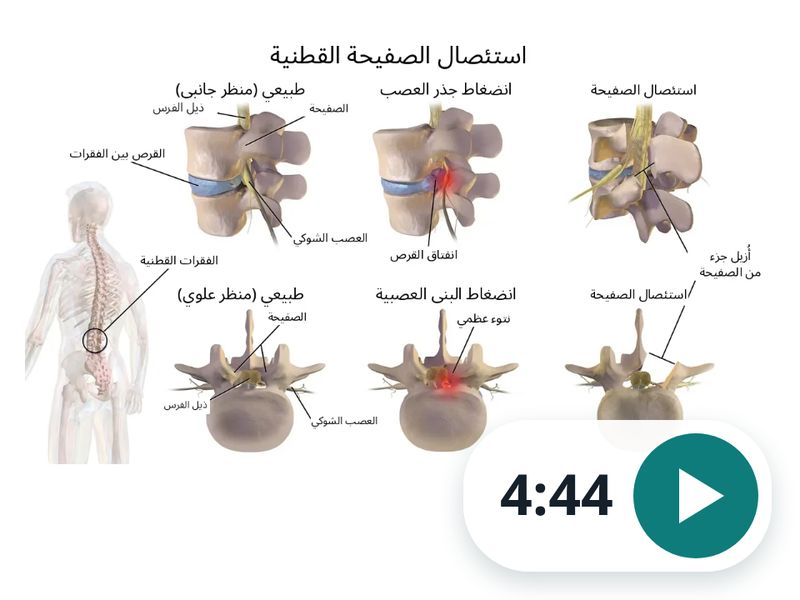 استئصال الصفيحة القطنية
استئصال الصفيحة
انضغاط جذر العصب
طبيعي (منظر جانبي)
الصفيحة
ذيل الفرس
القرص بين الفقرات
العصب الشوكي
انفتاق القرص
أُزيل جزء
من الصفيحة
الفقرات القطنية
استئصال الصفيحة
انضغاط البنى العصبية
طبيعي (منظر علوي)
نتوء عظمي
الصفيحة
ذيل الفرس
العصب الشوكي
4:44